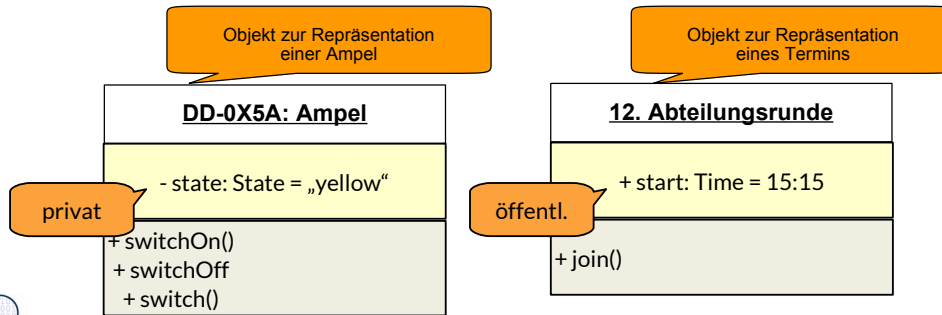 Objekt zur Repräsentation
einer Ampel
DD-0X5A: Ampel
- state: State = „yellow“
privat
+ switchOn()
+ switchOff
+ switch()
Objekt zur Repräsentation
eines Termins
12. Abteilungsrunde
+ start: Time = 15:15
öffentl.
+ join()